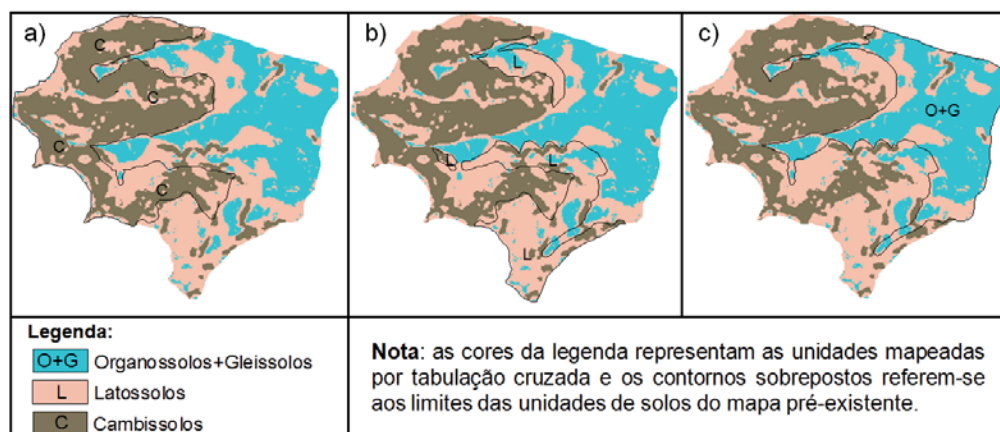 a)
C
C
C
C
b)
L
L
L
L
c)
O+G
Legenda:
O+G Organossolos+Gleissolos
L Latossolos
C Cambissolos
Nota: as cores da legenda representam as unidades mapeadas
por tabulação cruzada e os contornos sobrepostos referem-se
aos limites das unidades de solos do mapa pré-existente.